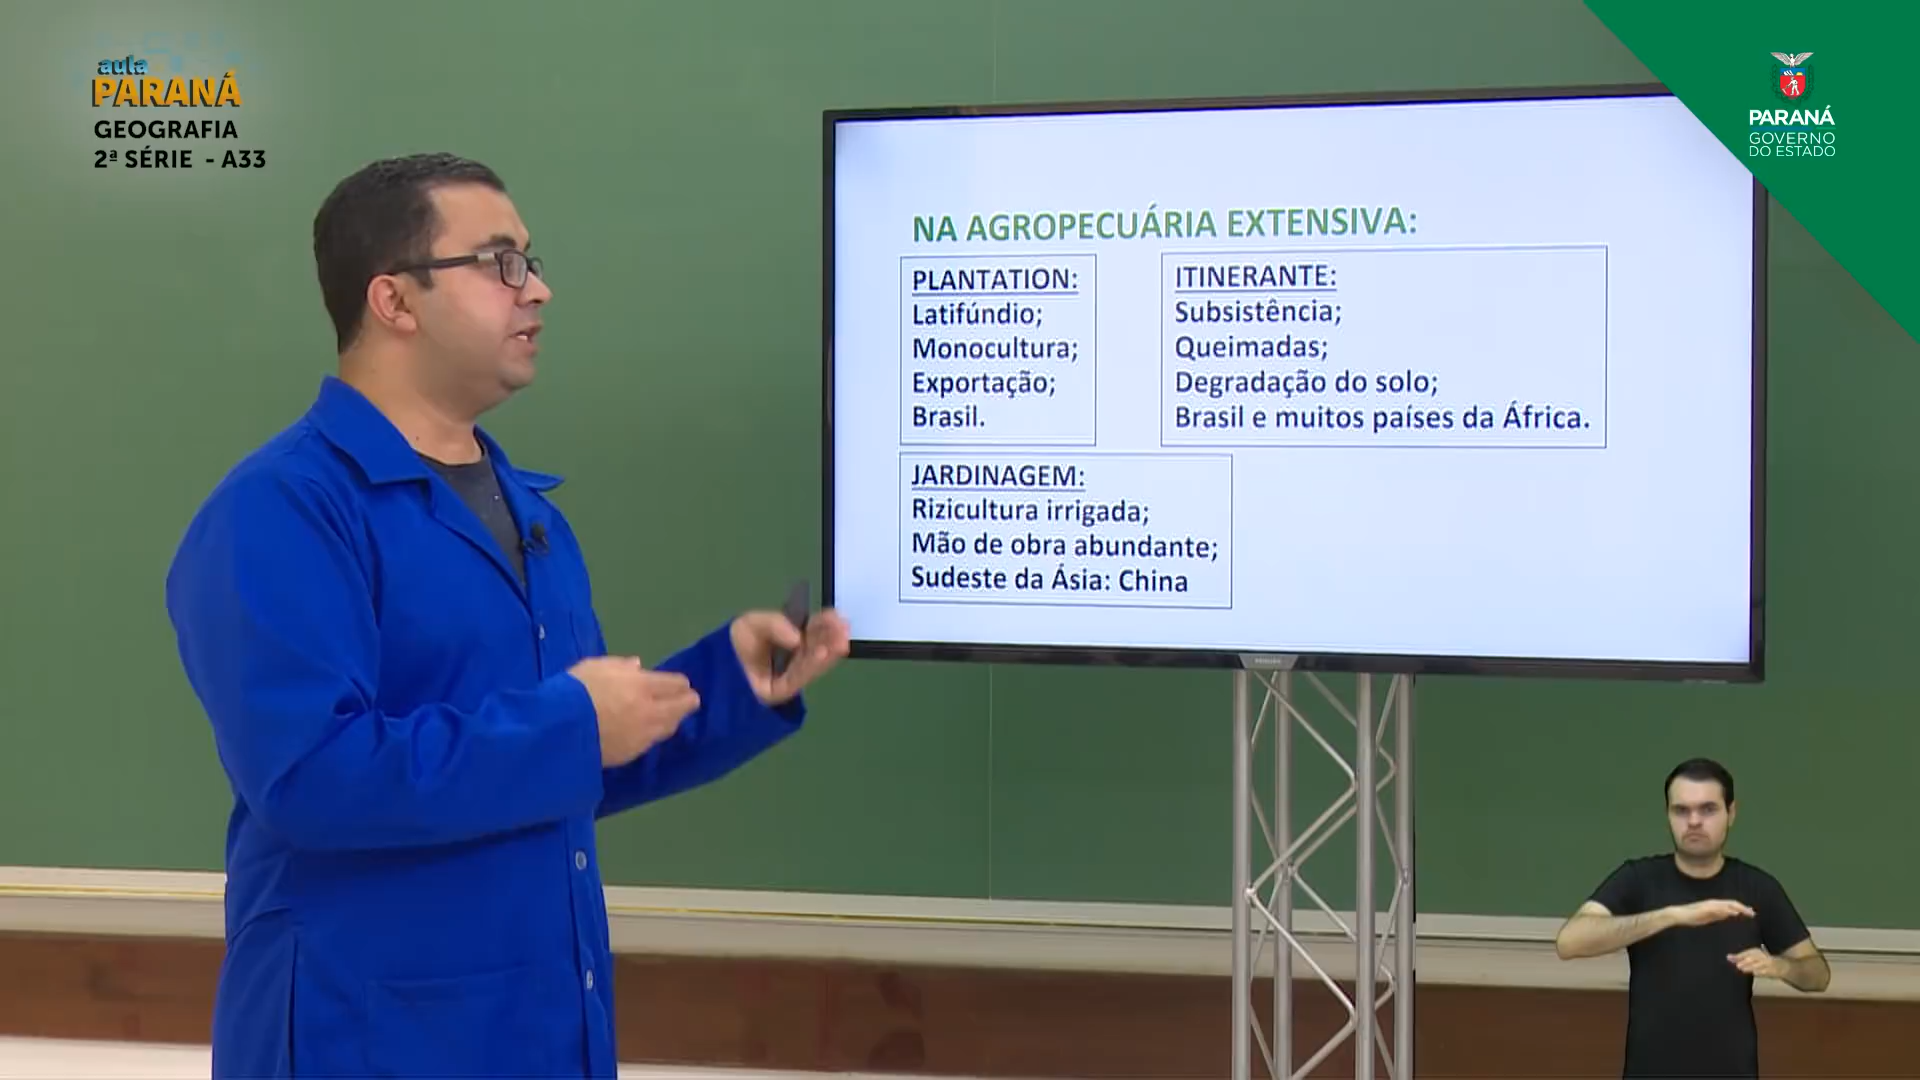 aula
PARANÁ
GEOGRAFIA
2ª SÉRIE - A33
PARANÁ
GOVERNO
DO ESTADO
NA AGROPECUÁRIA EXTENSIVA:
PLANTATION:
Latifúndio;
Monocultura;
Exportação;
Brasil.
ITINERANTE:
Subsistência;
Queimadas;
Degradação do solo;
Brasil e muitos países da África.
JARDINAGEM:
Rizicultura irrigada;
Mão de obra abundante;
Sudeste da Ásia: China